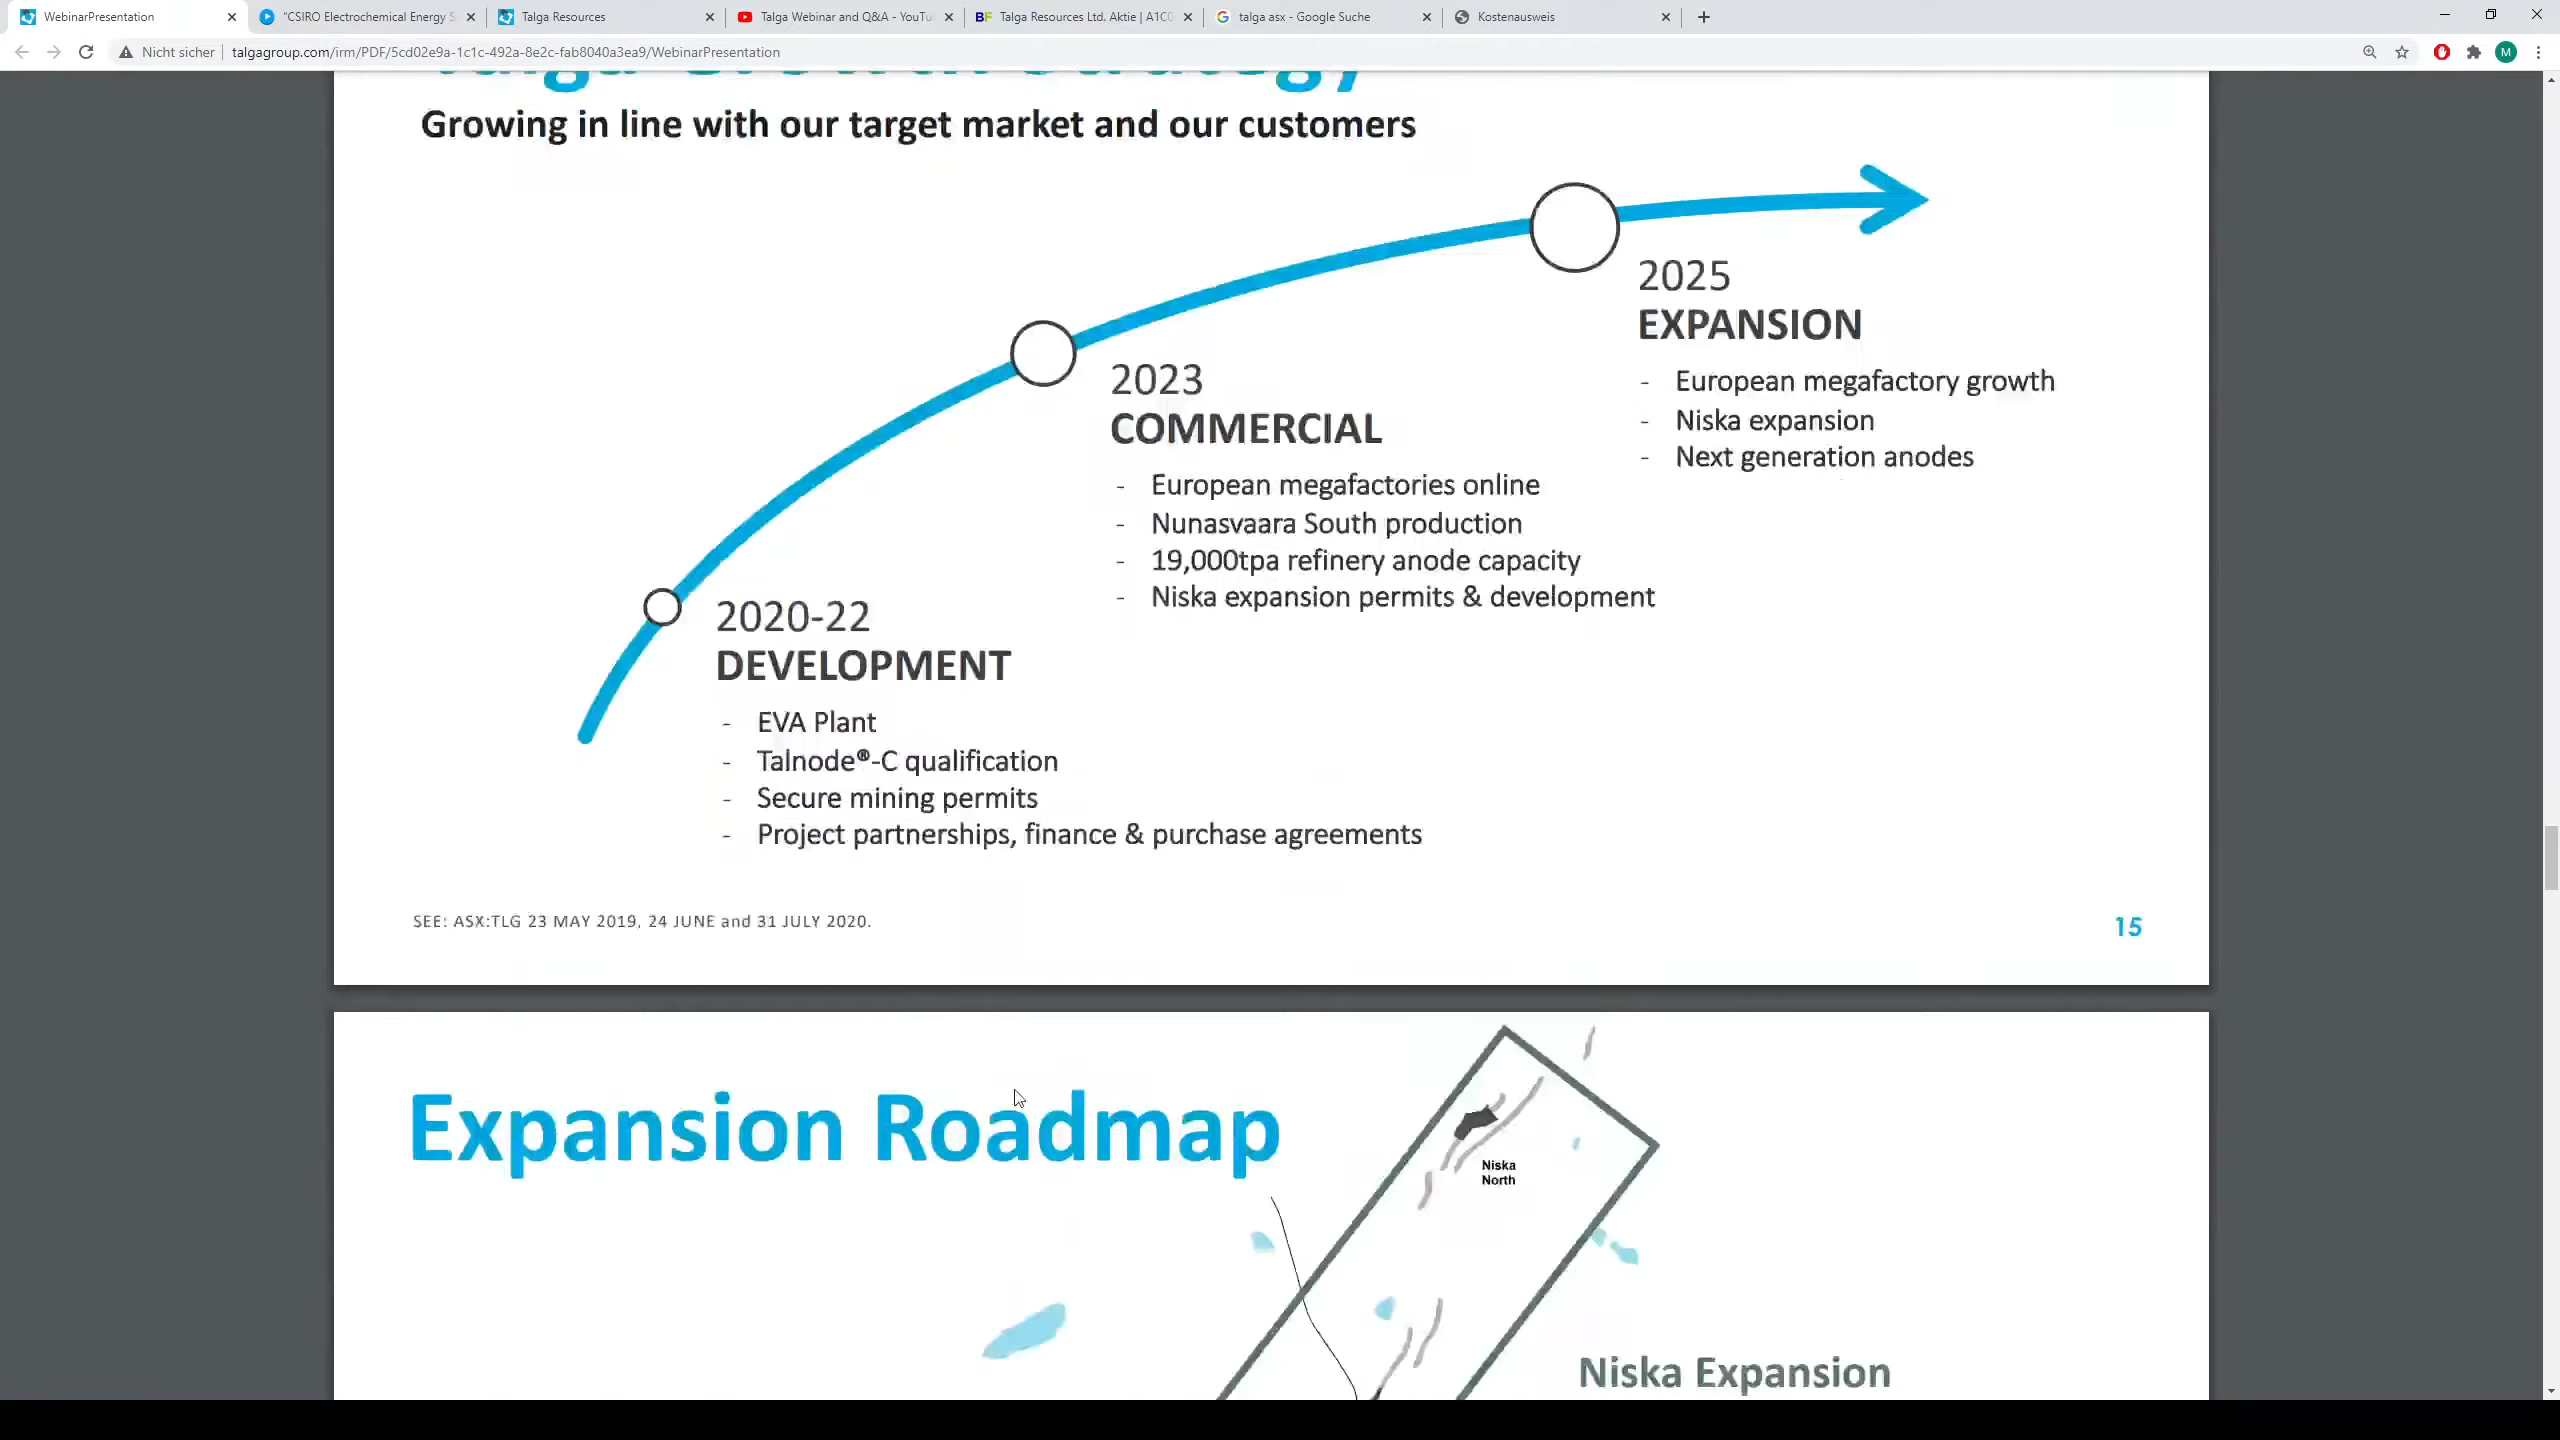 WebinarPresentation
"CSIRO Electrochemical Energy S
Talga Resources
Talga Webinar and Q&A - YouTu
BF Talga Resources Ltd. Aktie | A1C0
talga asx - Google Suche
Kostenausweis
Nicht sicher
talgagroup.com/irm/PDF/5cd02e9a-1c1c-492a-8e2c-fab8040a3ea9/WebinarPresentation
M
Talga Growth Strategy
Growing in line with our target market and our customers
2025
EXPANSION
- European megafactory growth
- Niska expansion
- Next generation anodes
2023
COMMERCIAL
- European megafactories online
- Nunasvaara South production
- 19,000tpa refinery anode capacity
- Niska expansion permits & development
2020-22
DEVELOPMENT
- EVA Plant
- Talnode®-C qualification
- Secure mining permits
- Project partnerships, finance & purchase agreements
SEE: ASX:TLG 23 MAY 2019, 24 JUNE and 31 JULY 2020.
15
Expansion Roadmap
Niska
North
Niska Expansion